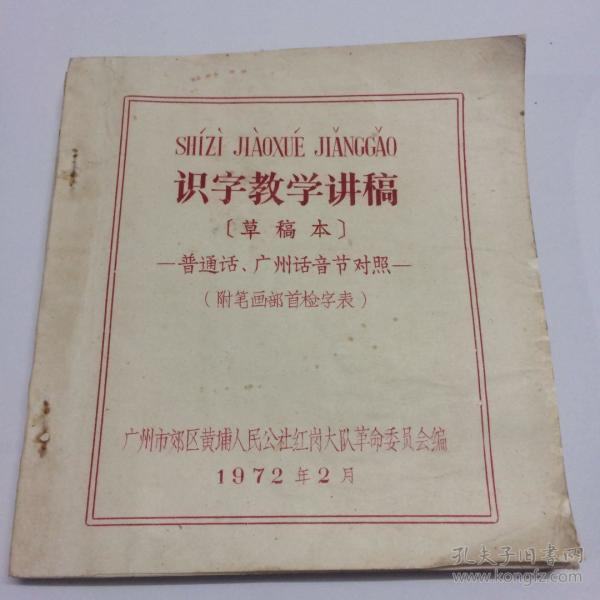 SHÍZÌ JIÀOXUÉ JIǍNGGǍO
识字教学讲稿
〔草稿本〕
—普通话、广州话音节对照—
(附笔画部首检字表)
广州市郊区黄埔人民公社红岗大队革命委员会编
1972年2月
孔夫子旧书网
www.kongfz.com